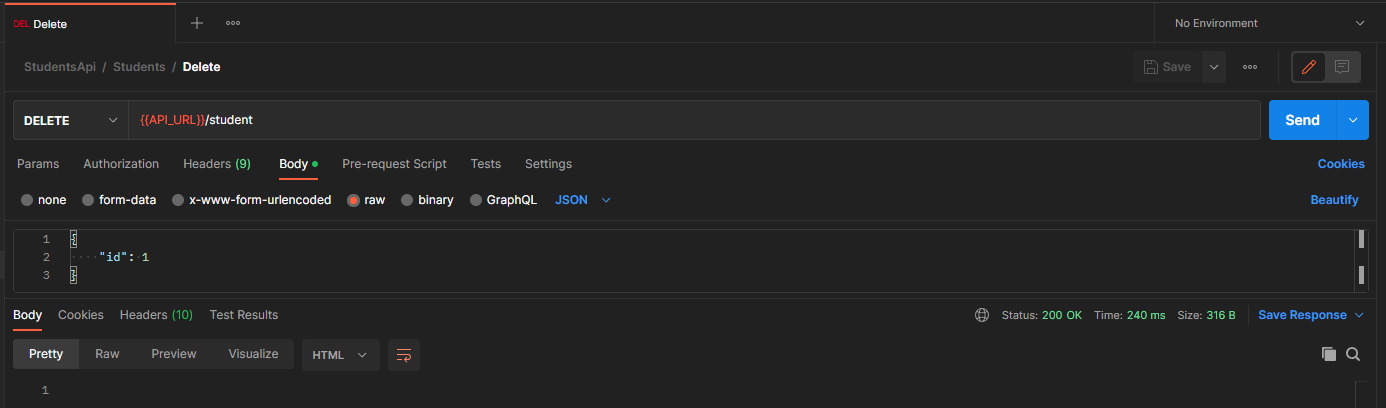 DEL Delete
No Environment
StudentsApi / Students / Delete
Save
DELETE {{API_URL}}/student Send
Params Authorization Headers (9) Body Pre-request Script Tests Settings Cookies
none form-data x-www-form-urlencoded raw binary GraphQL JSON Beautify
1 {
2 ····"id":·1
3 }
Body Cookies Headers (10) Test Results Status: 200 OK Time: 240 ms Size: 316 B Save Response
Pretty Raw Preview Visualize HTML
1